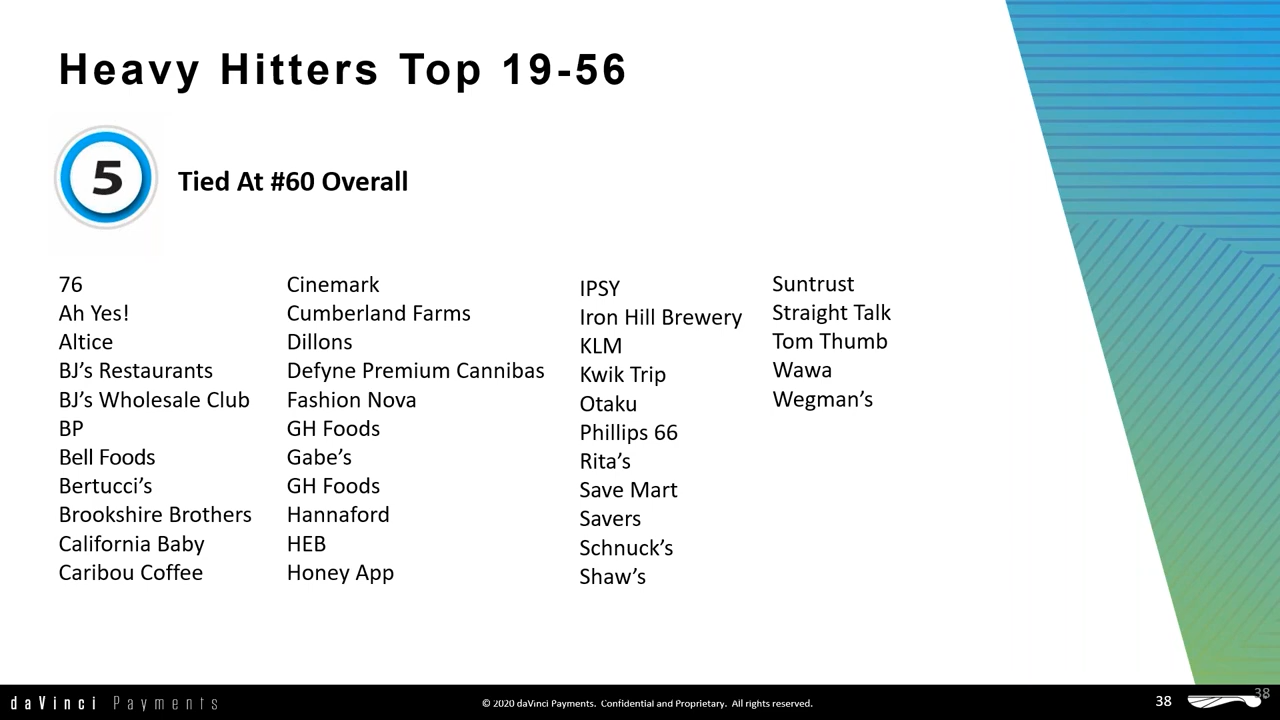 Heavy Hitters Top 19-56
5
Tied At #60 Overall
76
Ah Yes!
Altice
BJ’s Restaurants
BJ’s Wholesale Club
BP
Bell Foods
Bertucci’s
Brookshire Brothers
California Baby
Caribou Coffee
Cinemark
Cumberland Farms
Dillons
Defyne Premium Cannibas
Fashion Nova
GH Foods
Gabe’s
GH Foods
Hannaford
HEB
Honey App
IPSY
Iron Hill Brewery
KLM
Kwik Trip
Otaku
Phillips 66
Rita’s
Save Mart
Savers
Schnuck’s
Shaw’s
Suntrust
Straight Talk
Tom Thumb
Wawa
Wegman’s
daVinci Payments
© 2020 daVinci Payments. Confidential and Proprietary. All rights reserved.
38
38